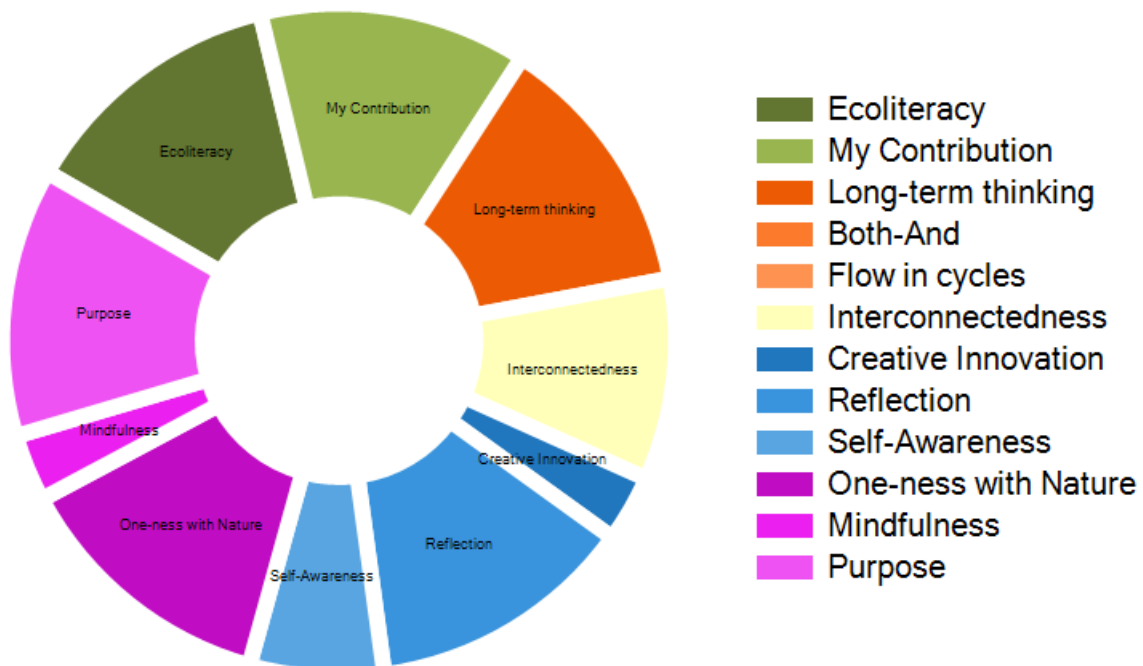 My Contribution
Ecoliteracy
Long-term thinking
Purpose
Interconnectedness
Mindfulness
Creative Innovation
One-ness with Nature
Reflection
Self-Awareness
Ecoliteracy
My Contribution
Long-term thinking
Both-And
Flow in cycles
Interconnectedness
Creative Innovation
Reflection
Self-Awareness
One-ness with Nature
Mindfulness
Purpose